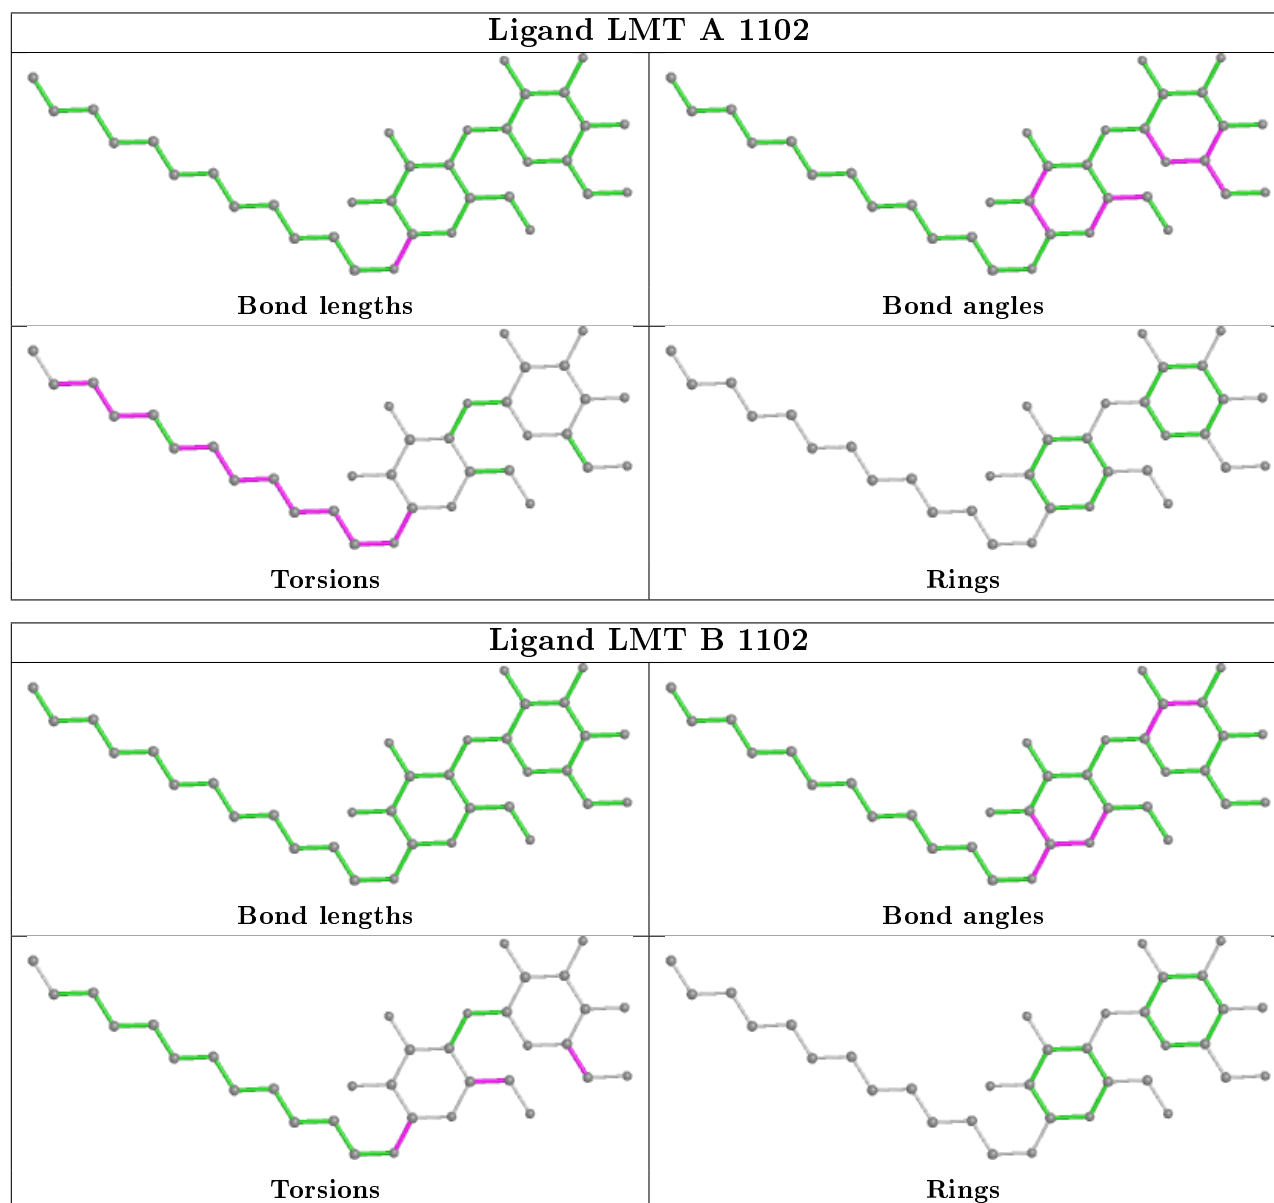 Ligand LMT A 1102
Bond lengths
Bond angles
Torsions
Rings
Ligand LMT B 1102
Bond lengths
Bond angles
Torsions
Rings